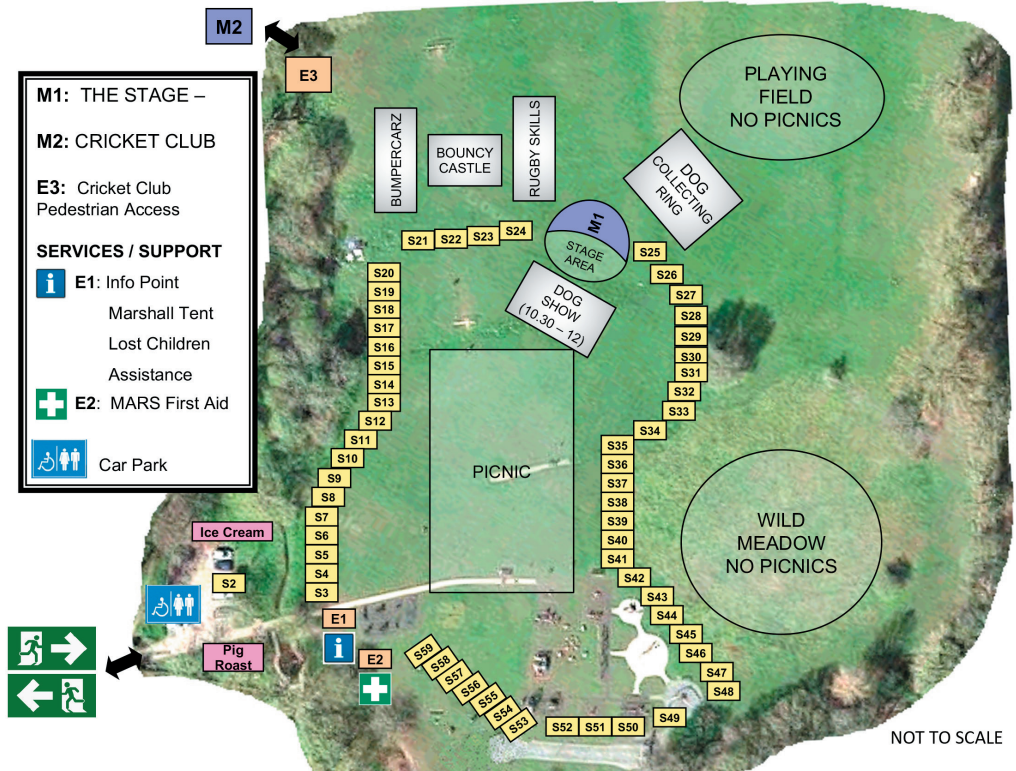 M2
E3
M1: THE STAGE –
M2: CRICKET CLUB
E3: Cricket Club
Pedestrian Access
SERVICES / SUPPORT
i E1: Info Point
Marshall Tent
Lost Children
Assistance
E2: MARS First Aid
Car Park
PLAYING
FIELD
NO PICNICS
BUMPERCARZ
BOUNCY
CASTLE
RUGBY SKILLS
DOG
COLLECTING
RING
M1
STAGE
AREA
DOG
SHOW
(10.30 – 12)
S21
S22
S23
S24
S25
S26
S27
S28
S29
S30
S31
S32
S33
S34
S35
S36
S37
S38
S39
S40
S41
S42
S43
S44
S45
S46
S47
S48
S49
S50
S51
S52
S53
S54
S55
S56
S57
S58
S59
S20
S19
S18
S17
S16
S15
S14
S13
S12
S11
S10
S9
S8
S7
S6
S5
S4
S3
PICNIC
WILD
MEADOW
NO PICNICS
Ice Cream
S2
Pig
Roast
E1
i
E2
NOT TO SCALE